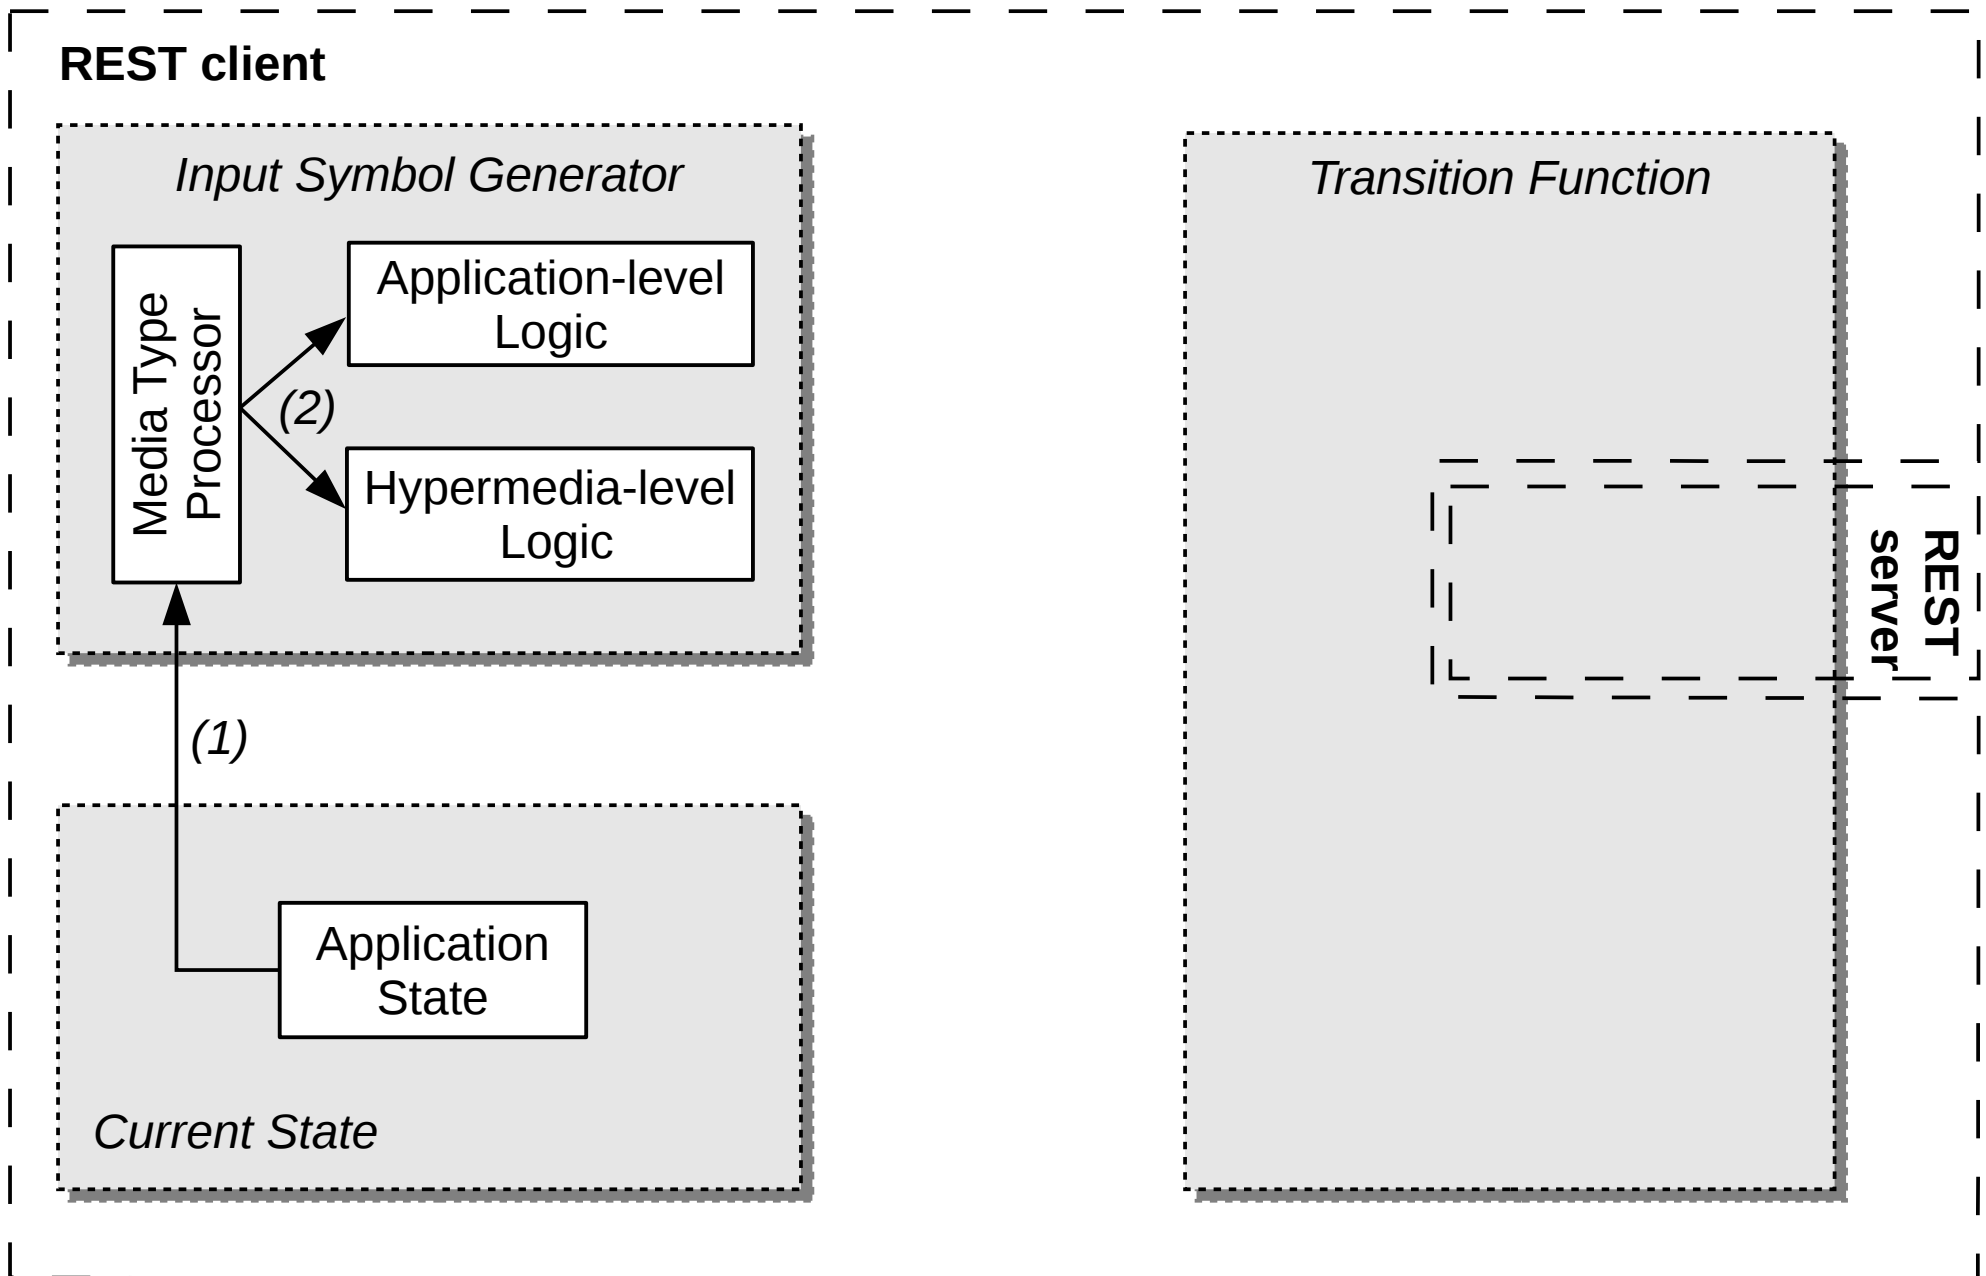 REST client
Input Symbol Generator
Media Type
Processor
Application-level
Logic
(2)
Hypermedia-level
Logic
(1)
Application
State
Current State
Transition Function
REST
server